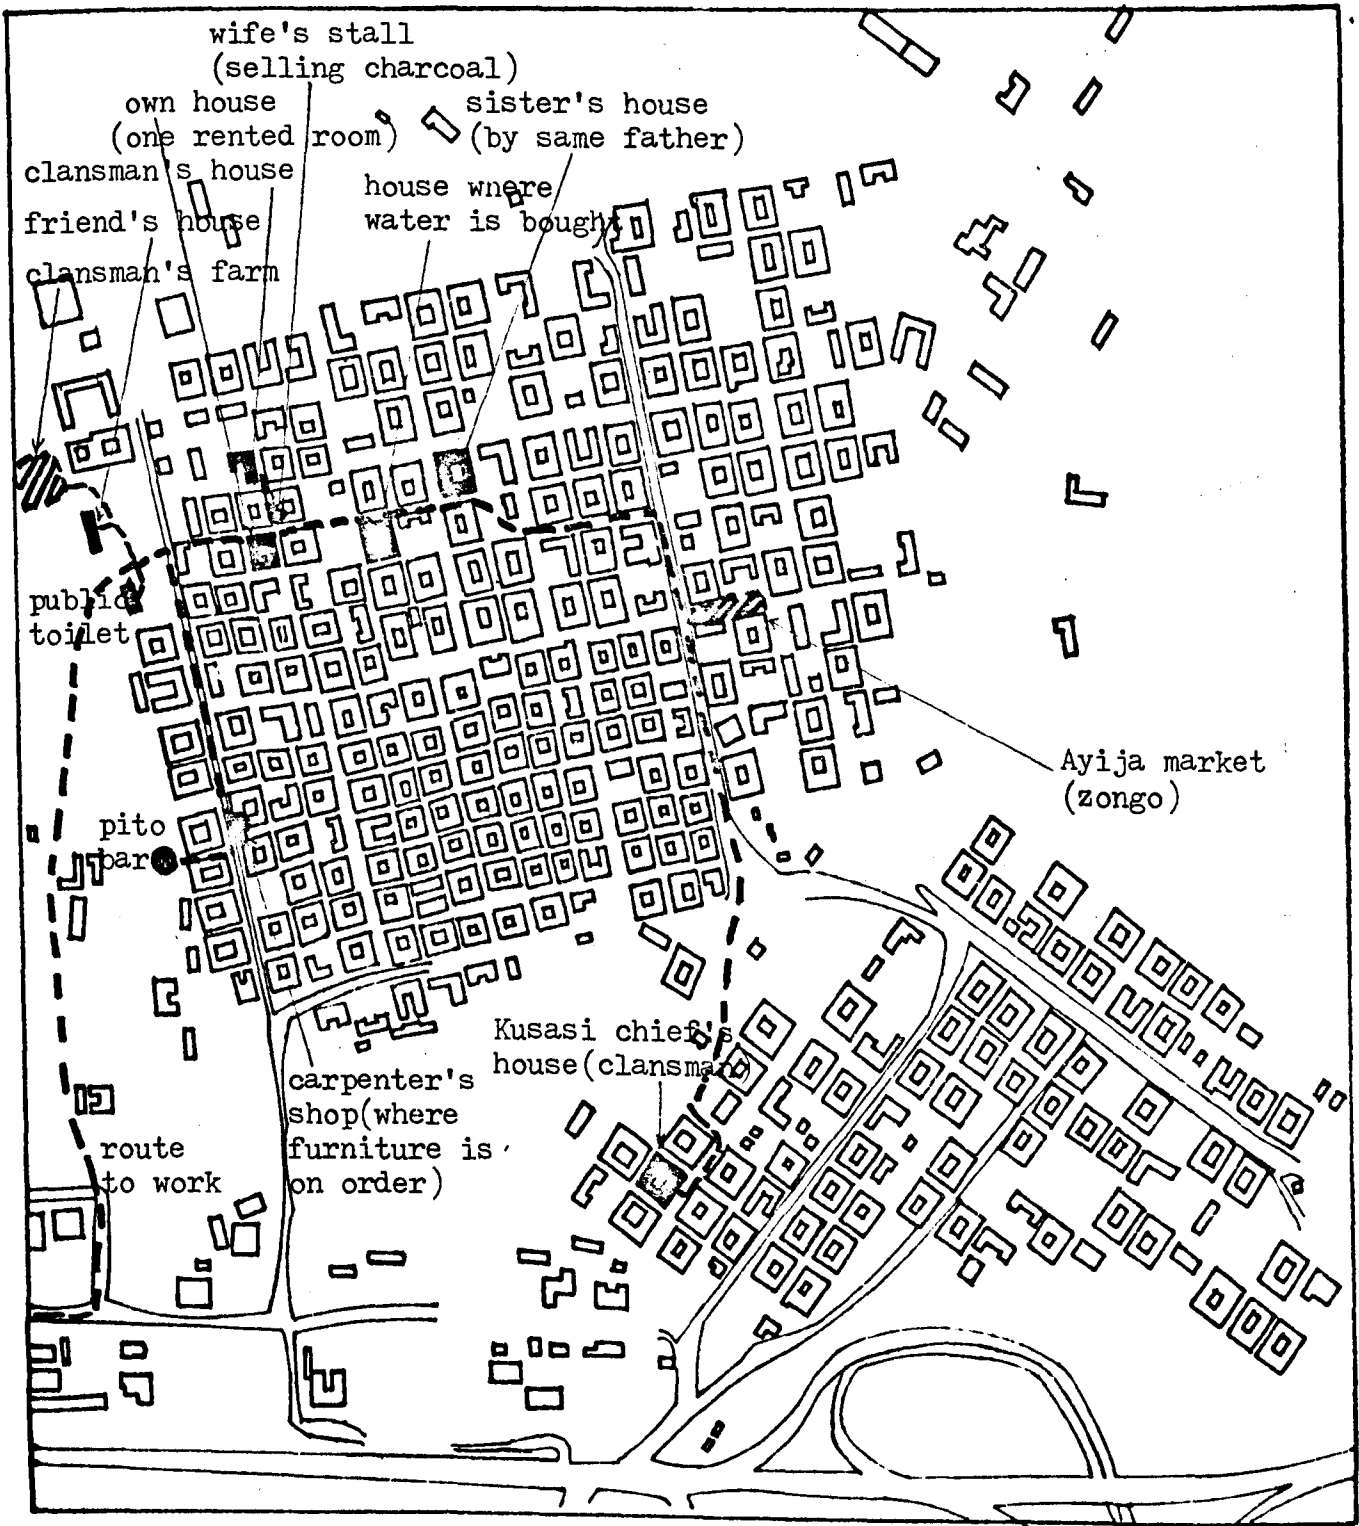 wife's stall
(selling charcoal)
own house
(one rented room)
sister's house
(by same father)
clansman's house
house where
water is bought
friend's house
clansman's farm
public
toilet
Ayija market
(zongo)
pito
bar
Kusasi chief's
house(clansman)
carpenter's
shop(where
furniture is
on order)
route
to work